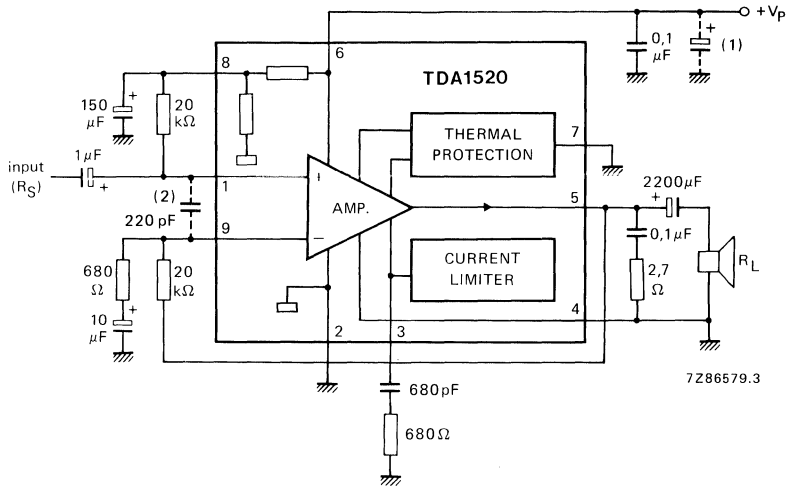 +VP
6
8
0,1
μF
+
(1)
TDA1520
150
μF
+
20
kΩ
THERMAL
PROTECTION
7
input
(RS)
1μF
+
1
+
(2)
220pF
AMP.
5
+
2200μF
9
−
0,1μF
680
Ω
20
kΩ
CURRENT
LIMITER
2,7
Ω
RL
10
μF
+
4
2
3
7Z86579.3
680pF
680Ω